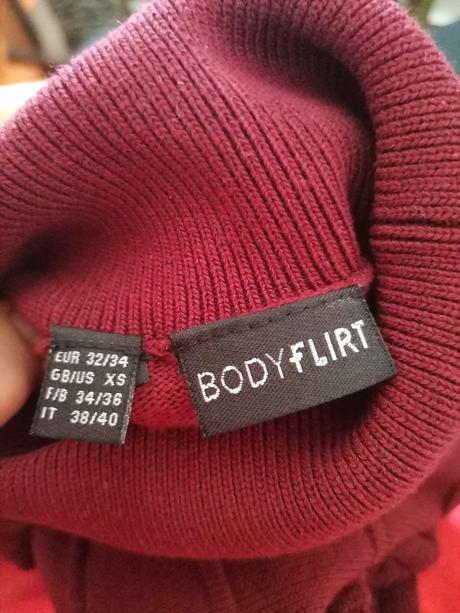 EUR 32/34
GB/US XS
F/B 34/36
IT 38/40
BODYFLIRT